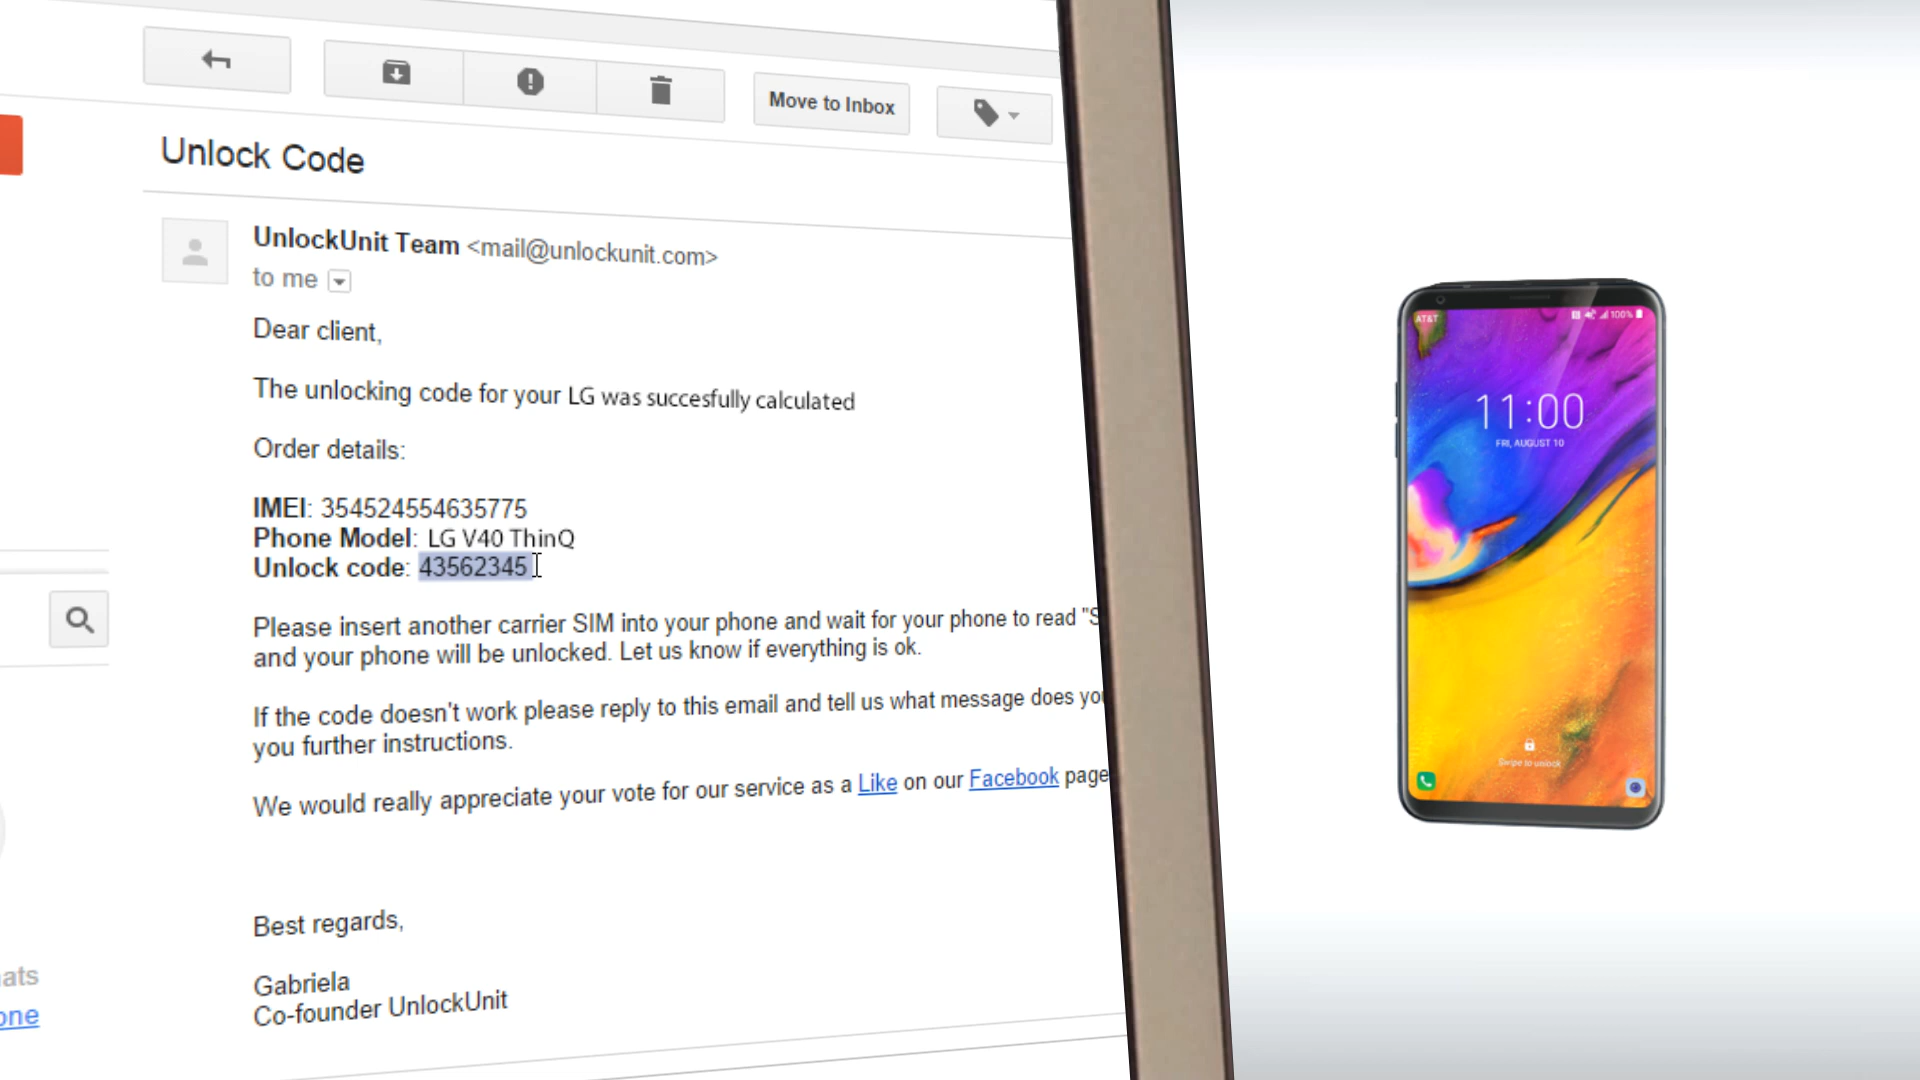 Move to Inbox
Unlock Code
UnlockUnit Team <mail@unlockunit.com>
to me
Dear client,
The unlocking code for your LG was succesfully calculated
Order details:
IMEI: 354524554635775
Phone Model: LG V40 ThinQ
Unlock code: 43562345
Please insert another carrier SIM into your phone and wait for your phone to read "S
and your phone will be unlocked. Let us know if everything is ok.
If the code doesn't work please reply to this email and tell us what message does yo
you further instructions.
We would really appreciate your vote for our service as a Like on our Facebook page
Best regards,
Gabriela
Co-founder UnlockUnit
ats
one
AT&T
100%
11:00
FRI, AUGUST 10
Swipe to unlock